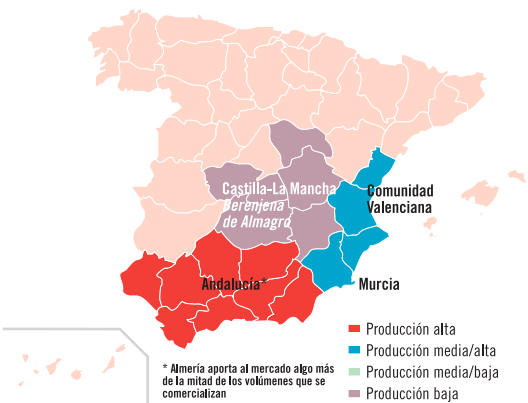 Castilla-La Mancha
Berenjena
de Almagro
Comunidad
Valenciana
Andalucía*
Murcia
Producción alta
Producción media/alta
Producción media/baja
Producción baja
* Almería aporta al mercado algo más
de la mitad de los volúmenes que se
comercializan